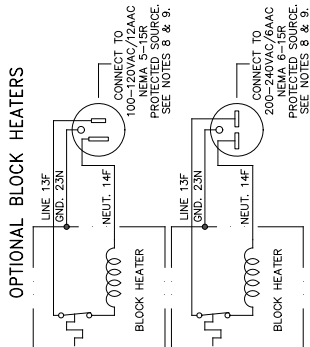 OPTIONAL BLOCK HEATERS
LINE 13F
GND. 23N
NEUT. 14F
BLOCK HEATER
CONNECT TO
100-120VAC/12AAC
NEMA 5-15R
PROTECTED SOURCE.
SEE NOTES 8 & 9.
LINE 13F
GND. 23N
NEUT. 14F
BLOCK HEATER
CONNECT TO
200-240VAC/6AAC
NEMA 6-15R
PROTECTED SOURCE.
SEE NOTES 8 & 9.